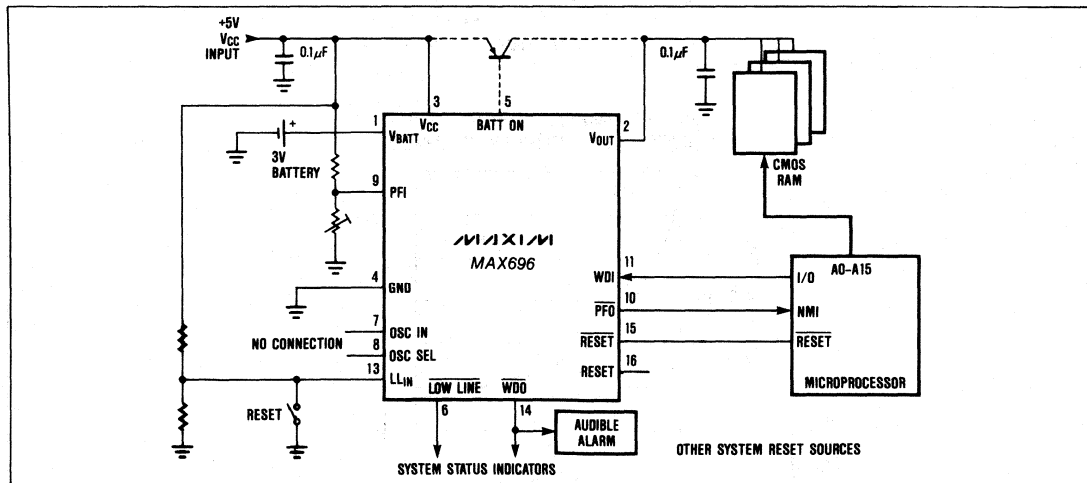 +5V
VCC
INPUT
0.1µF
0.1µF
3
5
VCC
BATT ON
1
VBATT
2
VOUT
+
3V
BATTERY
CMOS
RAM
9
PFI
MAXIM
MAX696
4
GND
11
WDI
I/O
A0-A15
10
PFO
NMI
7
OSC IN
NO CONNECTION
8
OSC SEL
15
RESET
RESET
13
LLIN
16
RESET
MICROPROCESSOR
LOW LINE
WDO
RESET
6
14
AUDIBLE
ALARM
OTHER SYSTEM RESET SOURCES
SYSTEM STATUS INDICATORS